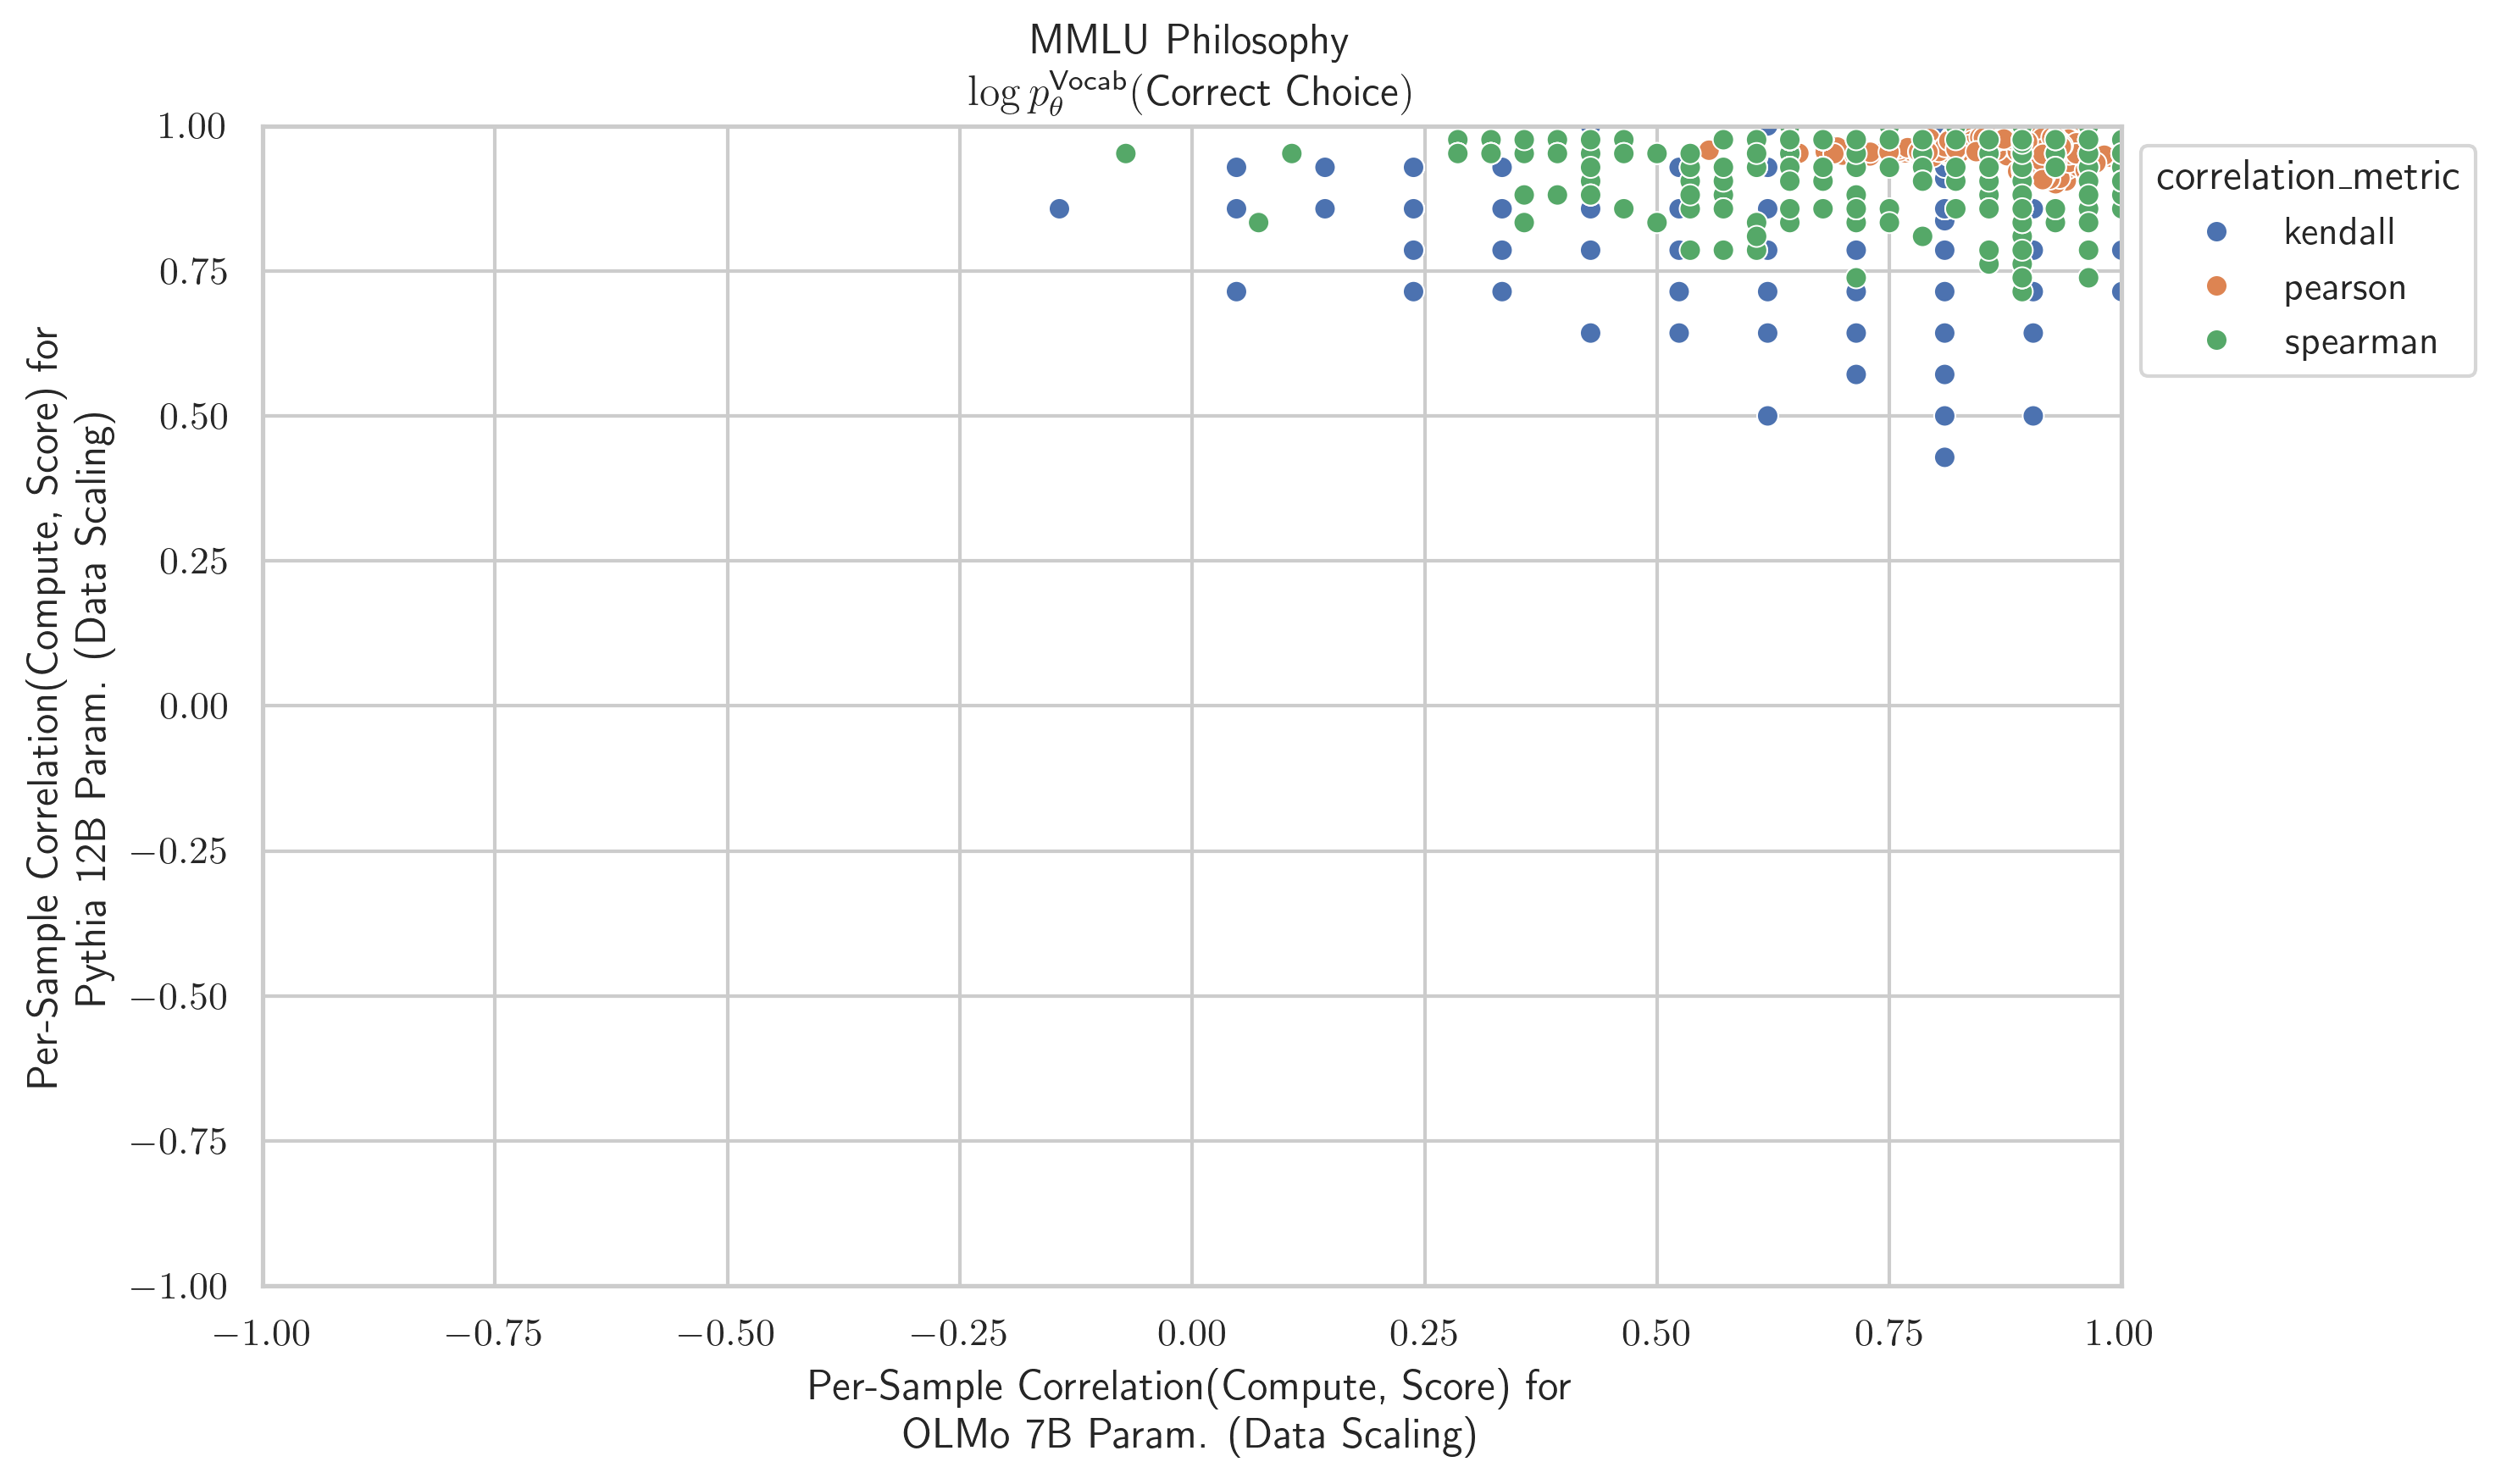 MMLU Philosophy
log p_θ^Vocab(Correct Choice)
1.00
0.75
0.50
0.25
0.00
−0.25
−0.50
−0.75
−1.00
Per-Sample Correlation(Compute, Score) for
Pythia 12B Param. (Data Scaling)
−1.00 −0.75 −0.50 −0.25 0.00 0.25 0.50 0.75 1.00
Per-Sample Correlation(Compute, Score) for
OLMo 7B Param. (Data Scaling)
correlation_metric
kendall
pearson
spearman